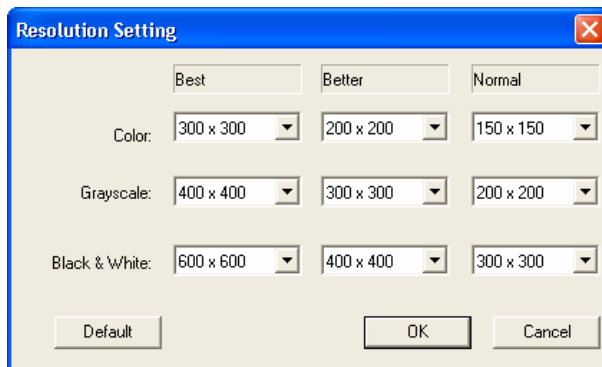 Resolution Setting
Best Better Normal
Color: 300 x 300 200 x 200 150 x 150
Grayscale: 400 x 400 300 x 300 200 x 200
Black & White: 600 x 600 400 x 400 300 x 300
Default OK Cancel